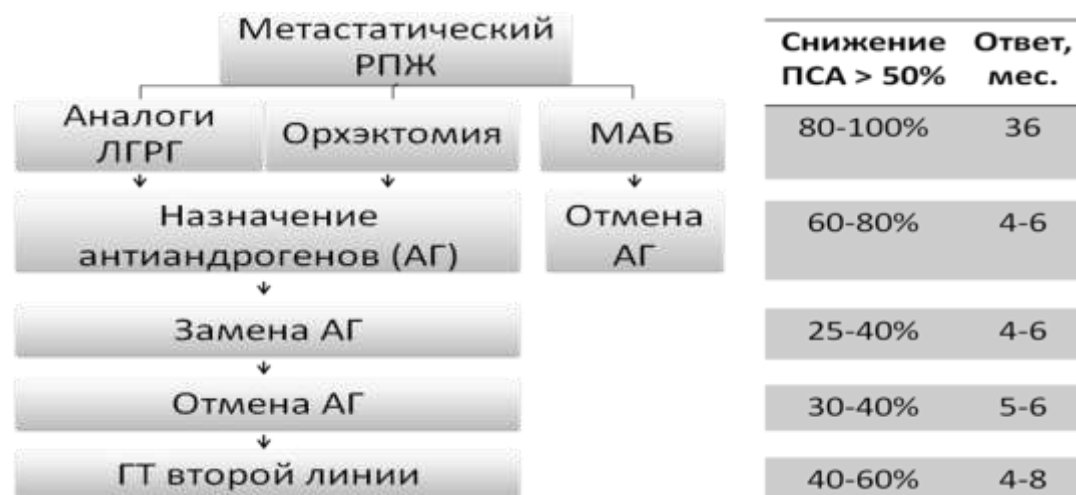 Метастатический
РПЖ
Снижение
ПСА > 50%
Ответ,
мес.
Аналоги
ЛГРГ
Орхэктомия
МАБ
80-100%
36
Назначение
антиандрогенов (АГ)
Отмена
АГ
60-80%
4-6
Замена АГ
25-40%
4-6
Отмена АГ
30-40%
5-6
ГТ второй линии
40-60%
4-8